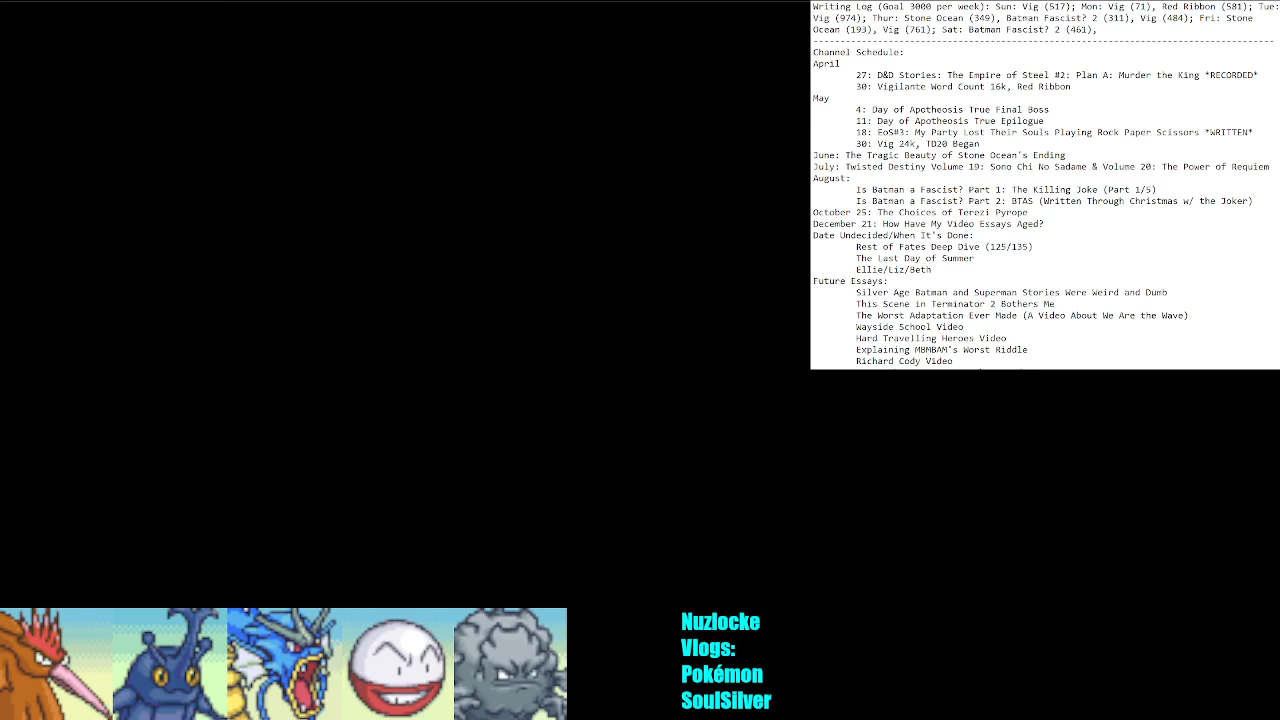 Writing Log (Goal 3000 per week): Sun: Vig (517); Mon: Vig (71), Red Ribbon (581); Tue:
Vig (974); Thur: Stone Ocean (349), Batman Fascist? 2 (311), Vig (484); Fri: Stone
Ocean (193), Vig (761); Sat: Batman Fascist? 2 (461),
Channel Schedule:
April
27: D&D Stories: The Empire of Steel #2: Plan A: Murder the King *RECORDED*
30: Vigilante Word Count 16k, Red Ribbon
May
4: Day of Apotheosis True Final Boss
11: Day of Apotheosis True Epilogue
18: EoS#3: My Party Lost Their Souls Playing Rock Paper Scissors *WRITTEN*
30: Vig 24k, TD20 Began
June: The Tragic Beauty of Stone Ocean's Ending
July: Twisted Destiny Volume 19: Sono Chi No Sadame & Volume 20: The Power of Requiem
August:
Is Batman a Fascist? Part 1: The Killing Joke (Part 1/5)
Is Batman a Fascist? Part 2: BTAS (Written Through Christmas w/ the Joker)
October 25: The Choices of Terezi Pyrope
December 21: How Have My Video Essays Aged?
Date Undecided/When It's Done:
Rest of Fates Deep Dive (125/135)
The Last Day of Summer
Ellie/Liz/Beth
Future Essays:
Silver Age Batman and Superman Stories Were Weird and Dumb
This Scene in Terminator 2 Bothers Me
The Worst Adaptation Ever Made (A Video About We Are the Wave)
Wayside School Video
Hard Travelling Heroes Video
Explaining MBMBAM's Worst Riddle
Richard Cody Video
Nuzlocke
Vlogs:
Pokémon
SoulSilver